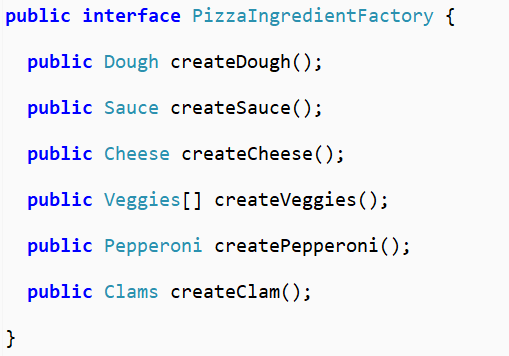 public interface PizzaIngredientFactory {
public Dough createDough();
public Sauce createSauce();
public Cheese createCheese();
public Veggies[] createVeggies();
public Pepperoni createPepperoni();
public Clams createClam();
}